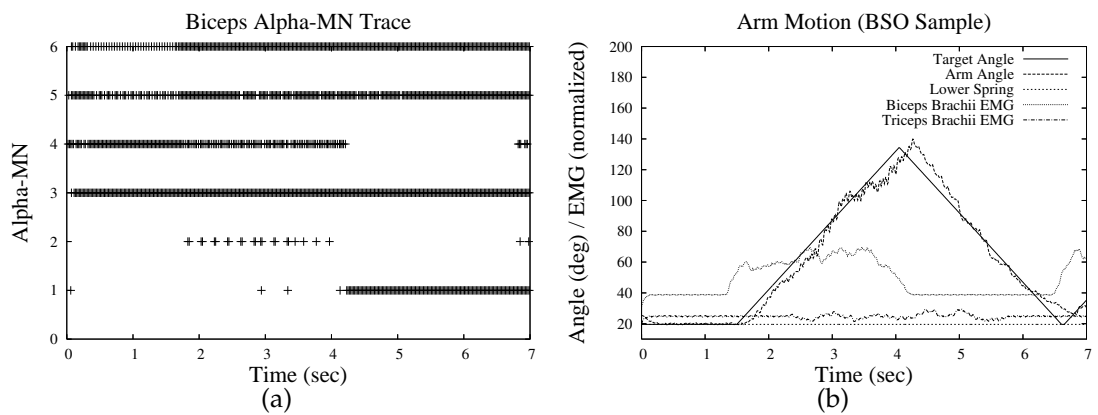 Biceps Alpha-MN Trace
Alpha-MN
6
5
4
3
2
1
0
0 1 2 3 4 5 6 7
Time (sec)
(a)
Arm Motion (BSO Sample)
Angle (deg) / EMG (normalized)
200
180
160
140
120
100
80
60
40
20
Target Angle
Arm Angle
Lower Spring
Biceps Brachii EMG
Triceps Brachii EMG
0 1 2 3 4 5 6 7
Time (sec)
(b)